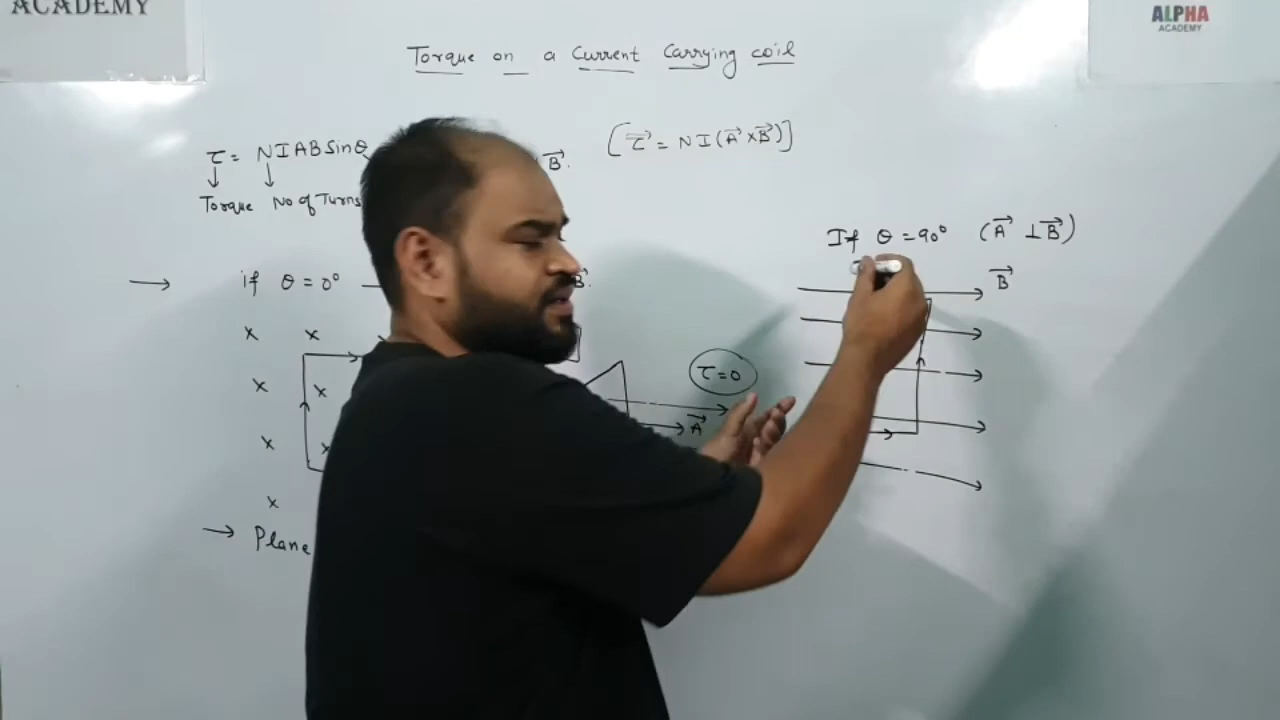 ACADEMY
ALPHA
ACADEMY
Torque on a Current Carrying coil
τ = NIABSinθ
B⃗.
[τ⃗ = NI(A⃗ × B⃗)]
Torque No of Turns
If θ = 90° (A⃗ ⊥ B⃗)
→ if θ = 0°
B⃗.
B⃗
x x
x x
τ = 0
A⃗
x x
x
→ Plane